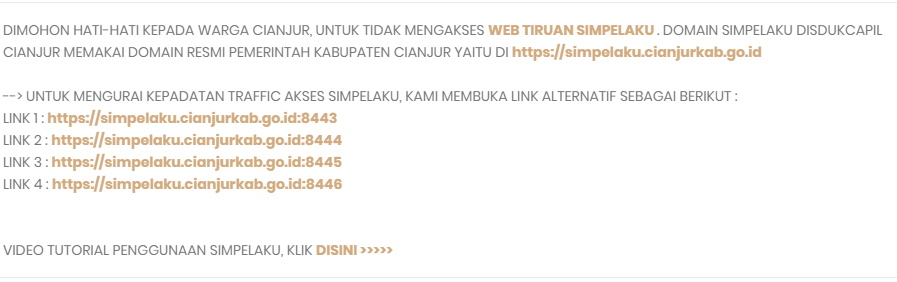 DIMOHON HATI-HATI KEPADA WARGA CIANJUR, UNTUK TIDAK MENGAKSES WEB TIRUAN SIMPELAKU . DOMAIN SIMPELAKU DISDUKCAPIL
CIANJUR MEMAKAI DOMAIN RESMI PEMERINTAH KABUPATEN CIANJUR YAITU DI https://simpelaku.cianjurkab.go.id
--> UNTUK MENGURAI KEPADATAN TRAFFIC AKSES SIMPELAKU, KAMI MEMBUKA LINK ALTERNATIF SEBAGAI BERIKUT :
LINK 1 : https://simpelaku.cianjurkab.go.id:8443
LINK 2 : https://simpelaku.cianjurkab.go.id:8444
LINK 3 : https://simpelaku.cianjurkab.go.id:8445
LINK 4 : https://simpelaku.cianjurkab.go.id:8446
VIDEO TUTORIAL PENGGUNAAN SIMPELAKU, KLIK DISINI >>>>>